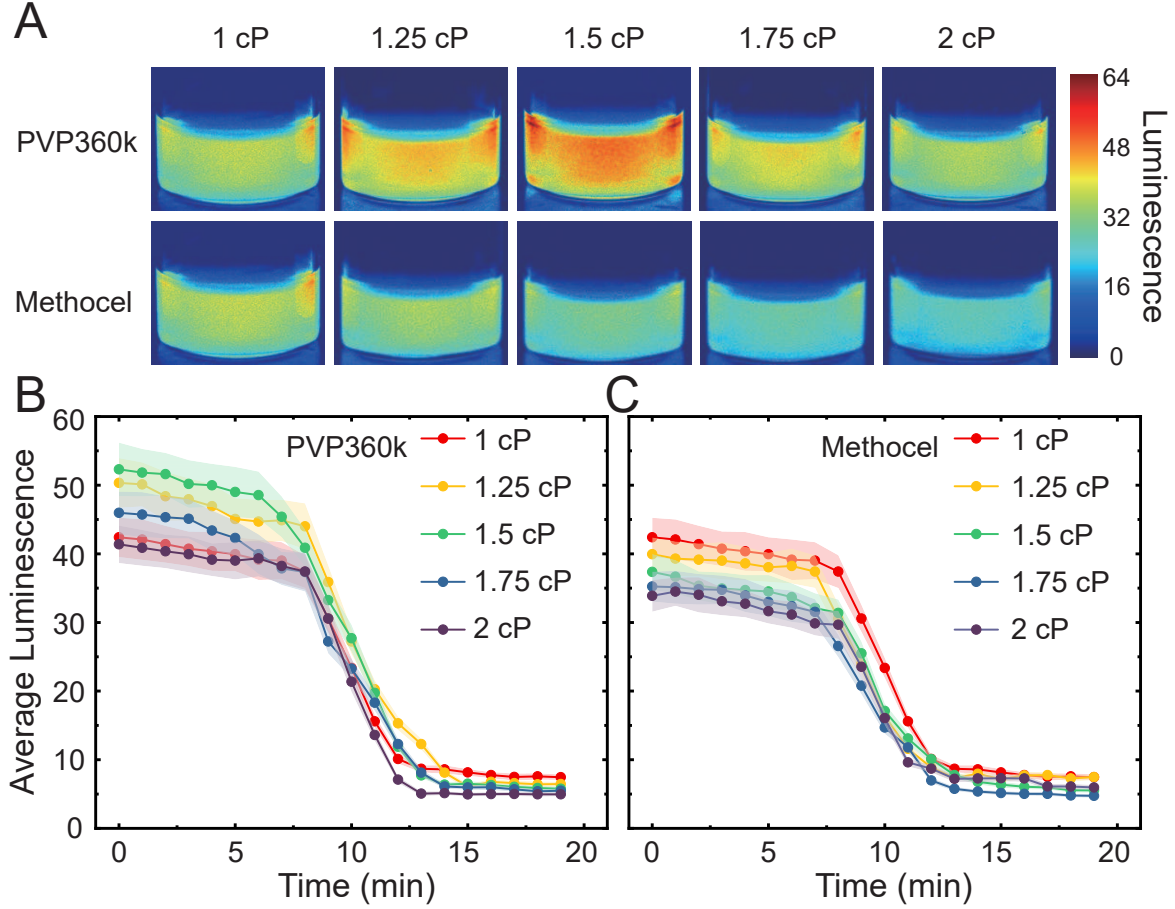 A
1 cP 1.25 cP 1.5 cP 1.75 cP 2 cP
PVP360k
Methocel
64
48
32
16
0
Luminescence
B
PVP360k
1 cP
1.25 cP
1.5 cP
1.75 cP
2 cP
60
50
40
30
20
10
0
Average Luminescence
0 5 10 15 20
Time (min)
C
Methocel
1 cP
1.25 cP
1.5 cP
1.75 cP
2 cP
0 5 10 15 20
Time (min)